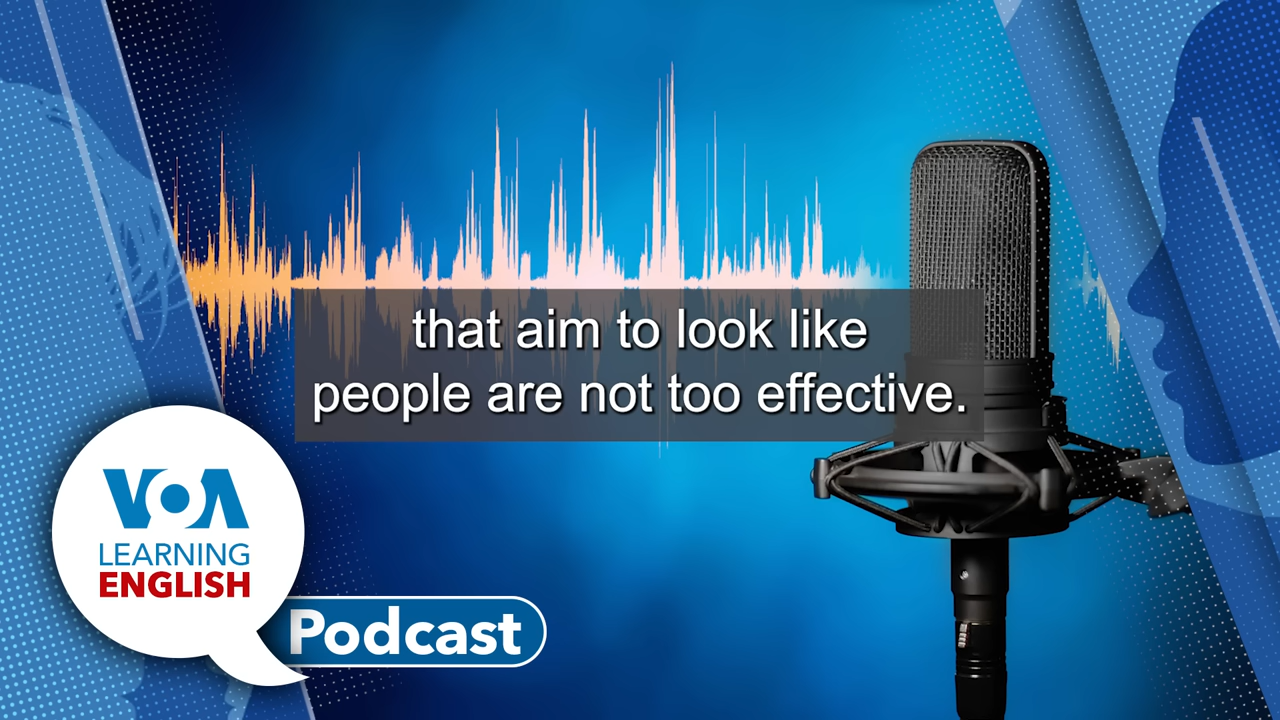 that aim to look like
people are not too effective.
VOA
LEARNING
ENGLISH
Podcast